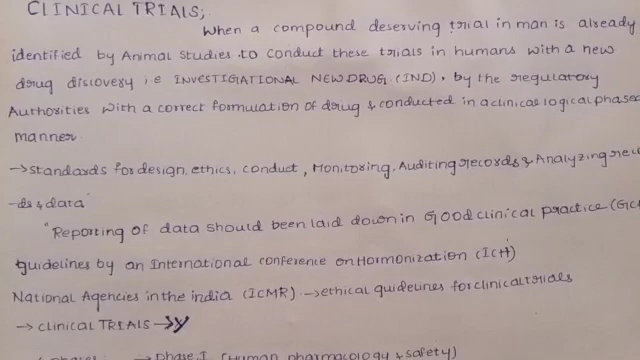 CLINICAL TRIALS;
When a compound deserving trial in man is already
identified by Animal studies to conduct these trials in humans with a new
drug discovery i.e INVESTIGATIONAL NEW DRUG (IND), by the regulatory
Authorities with a correct formulation of drug & conducted in a clinical logical phased
manner
→ standards for design, ethics, conduct, Monitoring, Auditing records & Analyzing reco
-ds & data"
"Reporting of data should been laid down in GOOD clinical practice (GC
guidelines by an International conference on Hormonization (ICH)
National Agencies in the india (ICMR) → ethical guidelines for clinical trials
→ clinical TRIALS →
→ phase.I (Human pharmacology & safety)